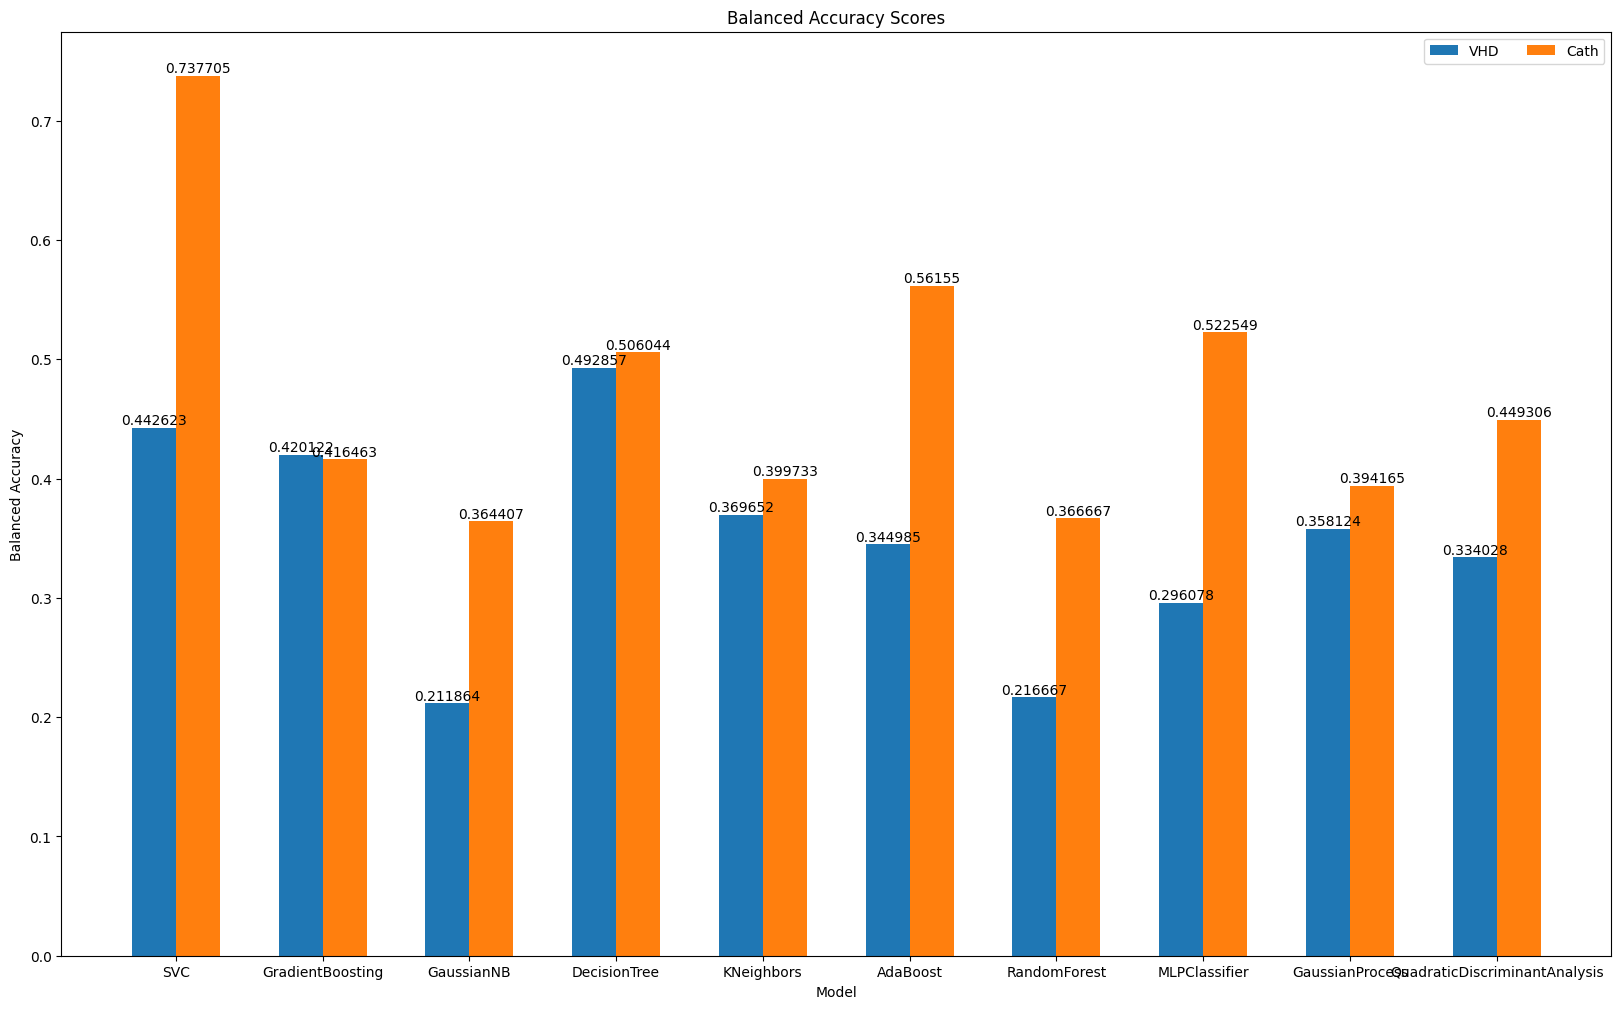 Balanced Accuracy Scores
VHD
Cath
Balanced Accuracy
0.7
0.6
0.5
0.4
0.3
0.2
0.1
0.0
0.442623
0.737705
0.420122
0.416463
0.211864
0.364407
0.492857
0.506044
0.369652
0.399733
0.344985
0.56155
0.216667
0.366667
0.296078
0.522549
0.358124
0.394165
0.334028
0.449306
SVC
GradientBoosting
GaussianNB
DecisionTree
KNeighbors
AdaBoost
RandomForest
MLPClassifier
GaussianProcess
QuadraticDiscriminantAnalysis
Model